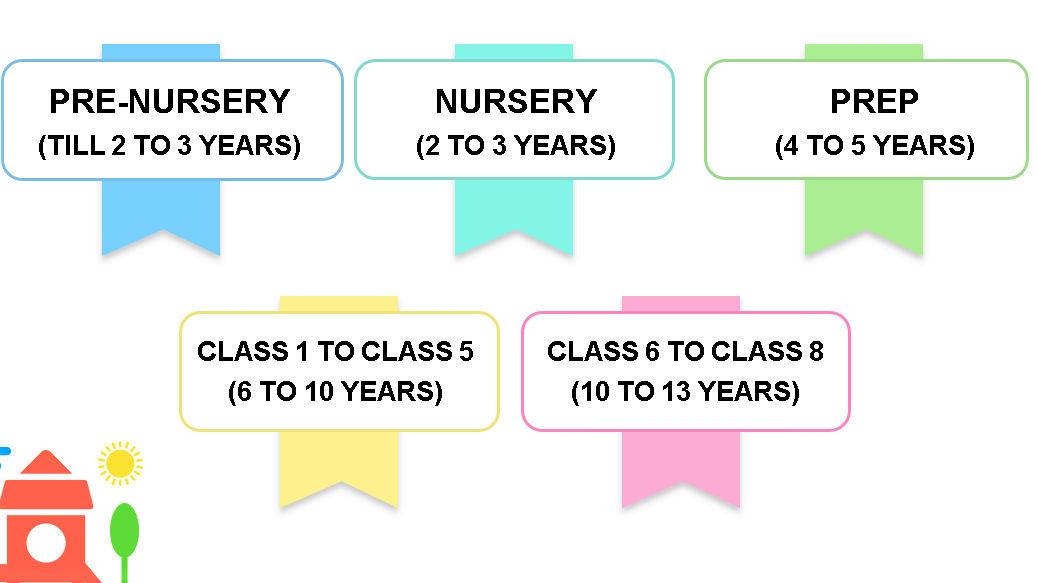 PRE-NURSERY
(TILL 2 TO 3 YEARS)
NURSERY
(2 TO 3 YEARS)
PREP
(4 TO 5 YEARS)
CLASS 1 TO CLASS 5
(6 TO 10 YEARS)
CLASS 6 TO CLASS 8
(10 TO 13 YEARS)